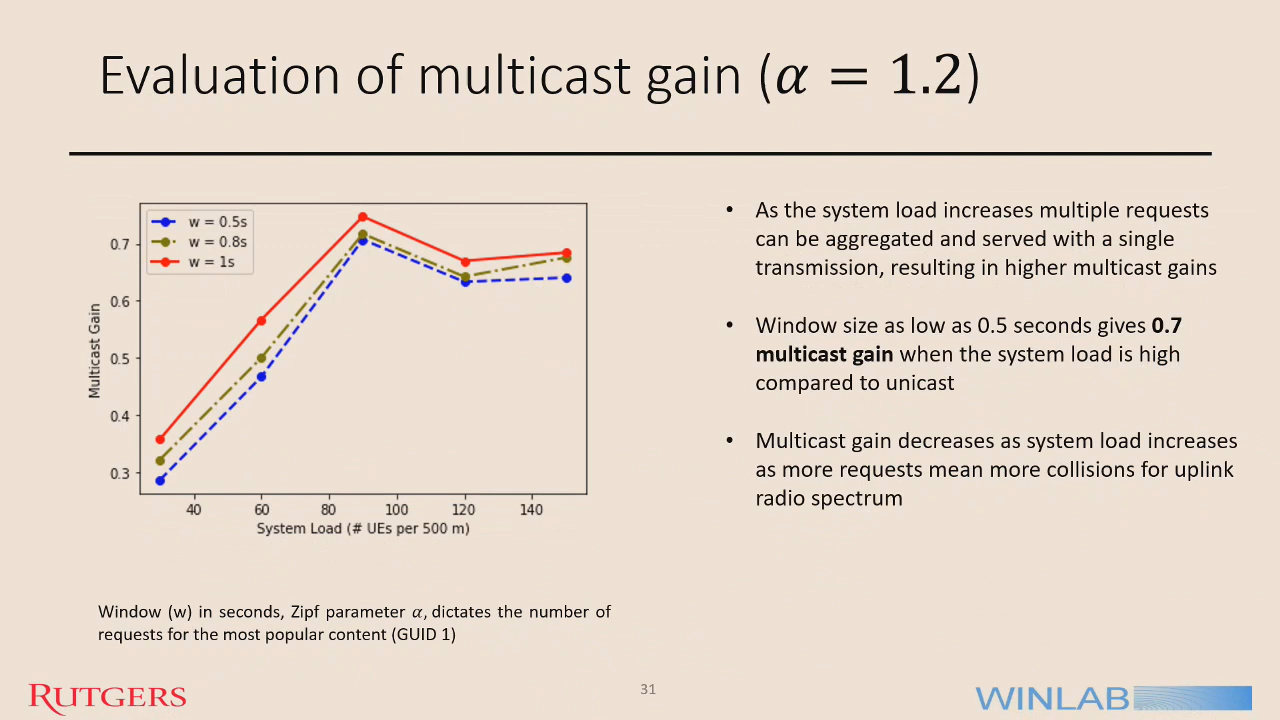 Evaluation of multicast gain (α = 1.2)
w = 0.5s
w = 0.8s
w = 1s
0.7
0.6
0.5
0.4
0.3
Multicast Gain
40 60 80 100 120 140
System Load (# UEs per 500 m)
Window (w) in seconds, Zipf parameter α, dictates the number of
requests for the most popular content (GUID 1)
• As the system load increases multiple requests
can be aggregated and served with a single
transmission, resulting in higher multicast gains
• Window size as low as 0.5 seconds gives 0.7
multicast gain when the system load is high
compared to unicast
• Multicast gain decreases as system load increases
as more requests mean more collisions for uplink
radio spectrum
RUTGERS
31
WINLAB